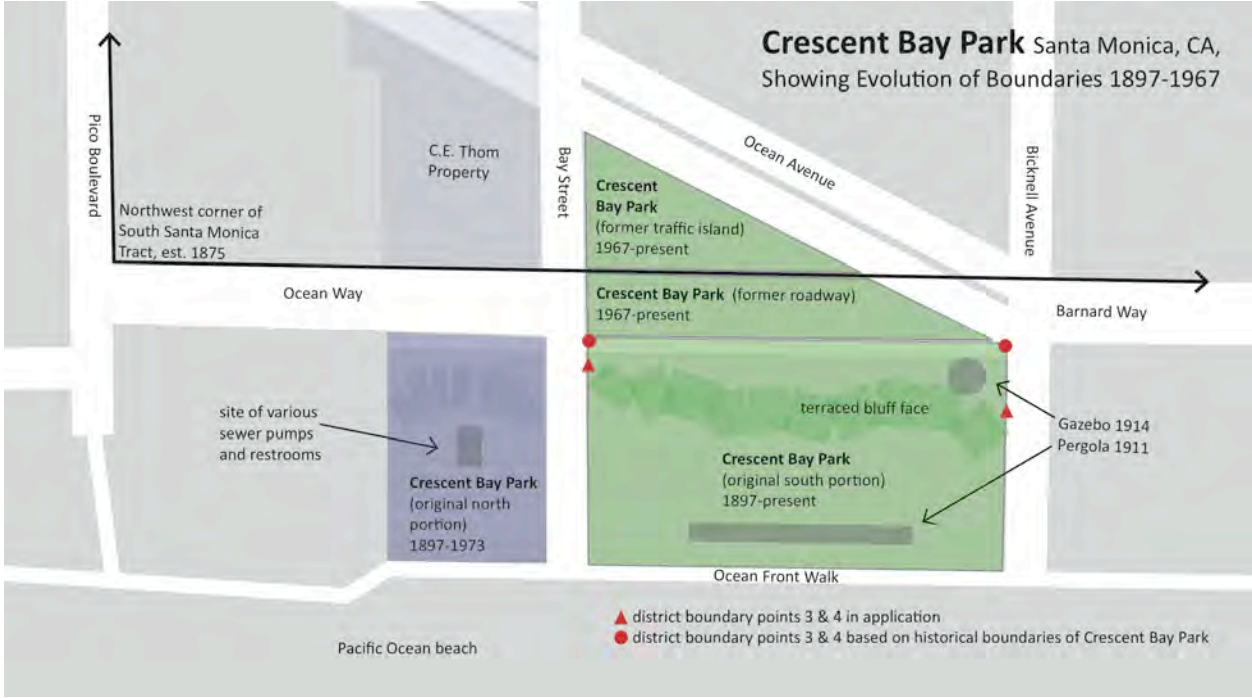 Crescent Bay Park Santa Monica, CA,
Showing Evolution of Boundaries 1897-1967
Pico Boulevard
C.E. Thom
Property
Bay Street
Ocean Avenue
Bicknell Avenue
Northwest corner of
South Santa Monica
Tract, est. 1875
Crescent
Bay Park
(former traffic island)
1967-present
Ocean Way
Crescent Bay Park (former roadway)
1967-present
Barnard Way
site of various
sewer pumps
and restrooms
terraced bluff face
Gazebo 1914
Pergola 1911
Crescent Bay Park
(original north
portion)
1897-1973
Crescent Bay Park
(original south portion)
1897-present
Ocean Front Walk
district boundary points 3 & 4 in application
district boundary points 3 & 4 based on historical boundaries of Crescent Bay Park
Pacific Ocean beach